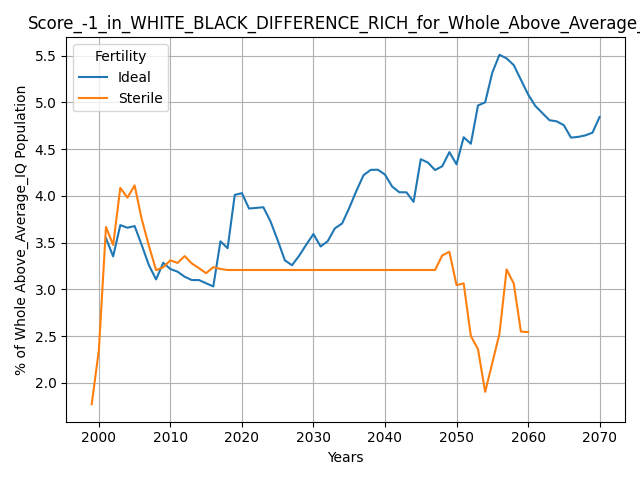 Score_-1_in_WHITE_BLACK_DIFFERENCE_RICH_for_Whole_Above_Average_
Fertility
Ideal
Sterile
% of Whole Above_Average_IQ Population
5.5
5.0
4.5
4.0
3.5
3.0
2.5
2.0
2000 2010 2020 2030 2040 2050 2060 2070
Years